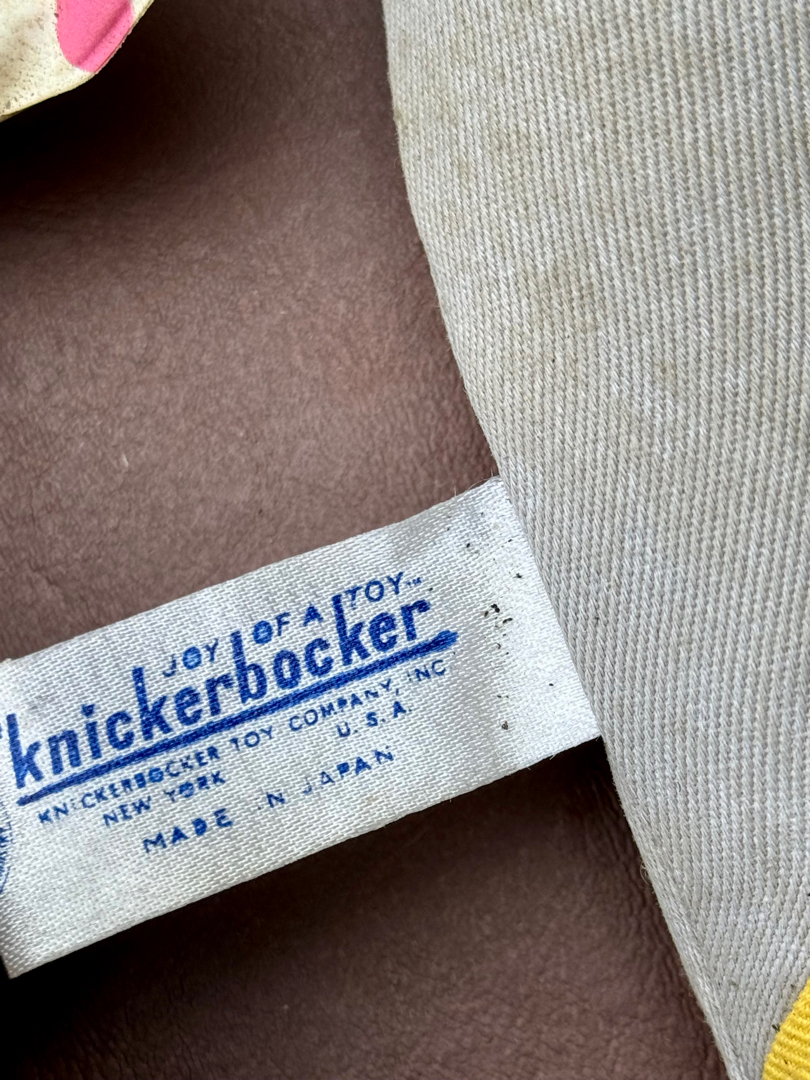 JOY OF A TOY™
knickerbocker
KNICKERBOCKER TOY COMPANY, INC
NEW YORK U.S.A.
MADE IN JAPAN